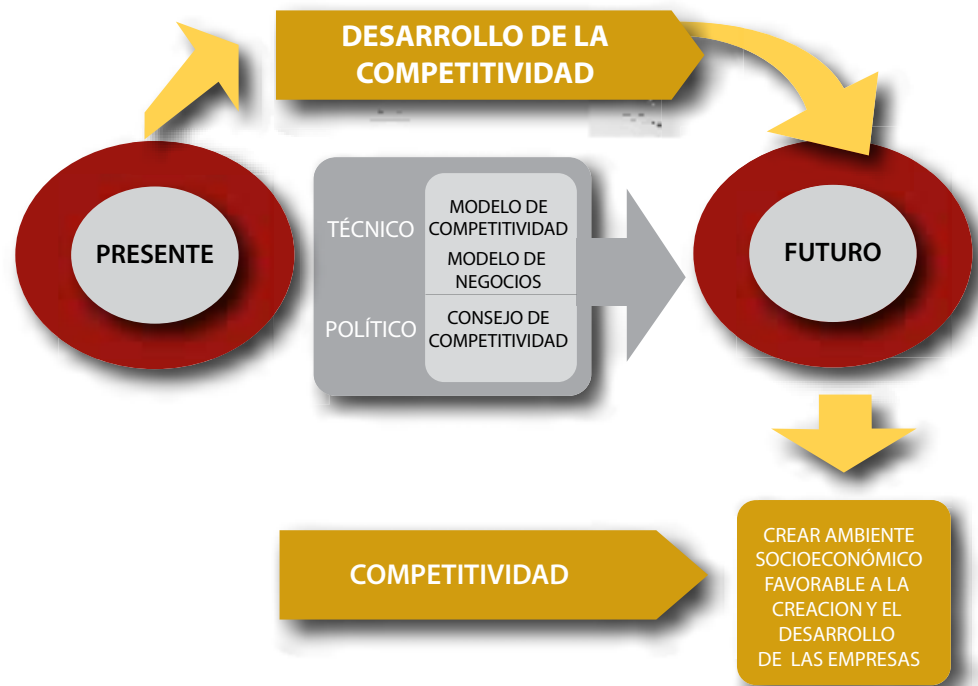 DESARROLLO DE LA
COMPETITIVIDAD
PRESENTE
TÉCNICO
MODELO DE
COMPETITIVIDAD
MODELO DE
NEGOCIOS
POLÍTICO
CONSEJO DE
COMPETITIVIDAD
FUTURO
COMPETITIVIDAD
CREAR AMBIENTE
SOCIOECONÓMICO
FAVORABLE A LA
CREACION Y EL
DESARROLLO
DE LAS EMPRESAS